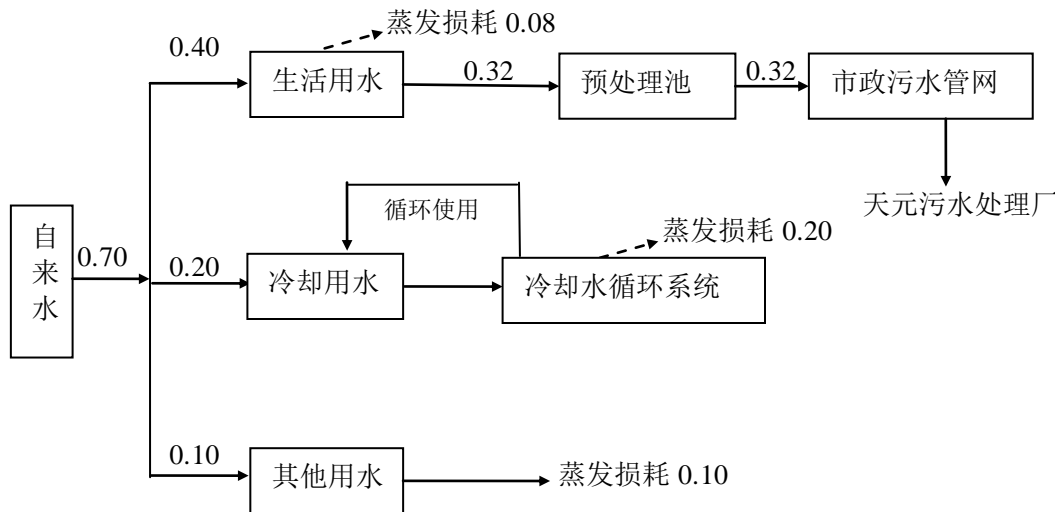 蒸发损耗 0.08
0.40
生活用水
0.32
预处理池
0.32
市政污水管网
天元污水处理厂
自来水
0.70
循环使用
蒸发损耗 0.20
0.20
冷却用水
冷却水循环系统
0.10
其他用水
蒸发损耗 0.10